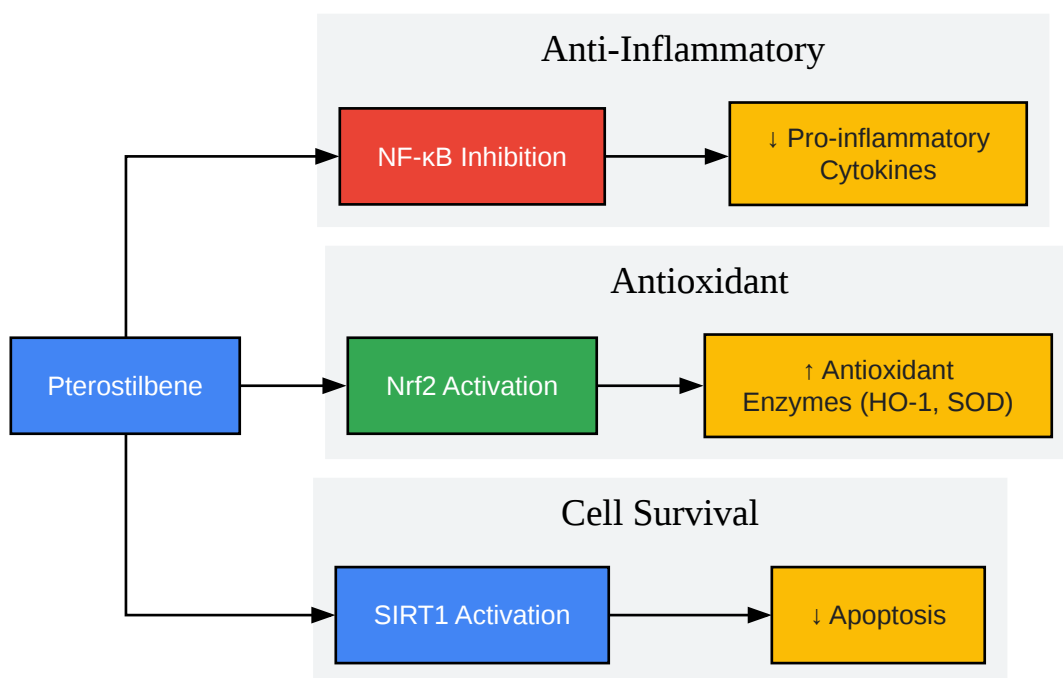 Anti-Inflammatory
NF-κB Inhibition
↓ Pro-inflammatory
Cytokines
Antioxidant
Pterostilbene
Nrf2 Activation
↑ Antioxidant
Enzymes (HO-1, SOD)
Cell Survival
SIRT1 Activation
↓ Apoptosis